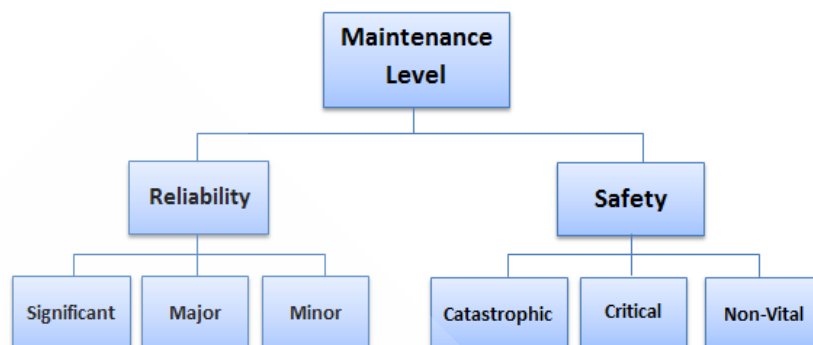 Maintenance
Level
Reliability
Safety
Significant
Major
Minor
Catastrophic
Critical
Non-Vital